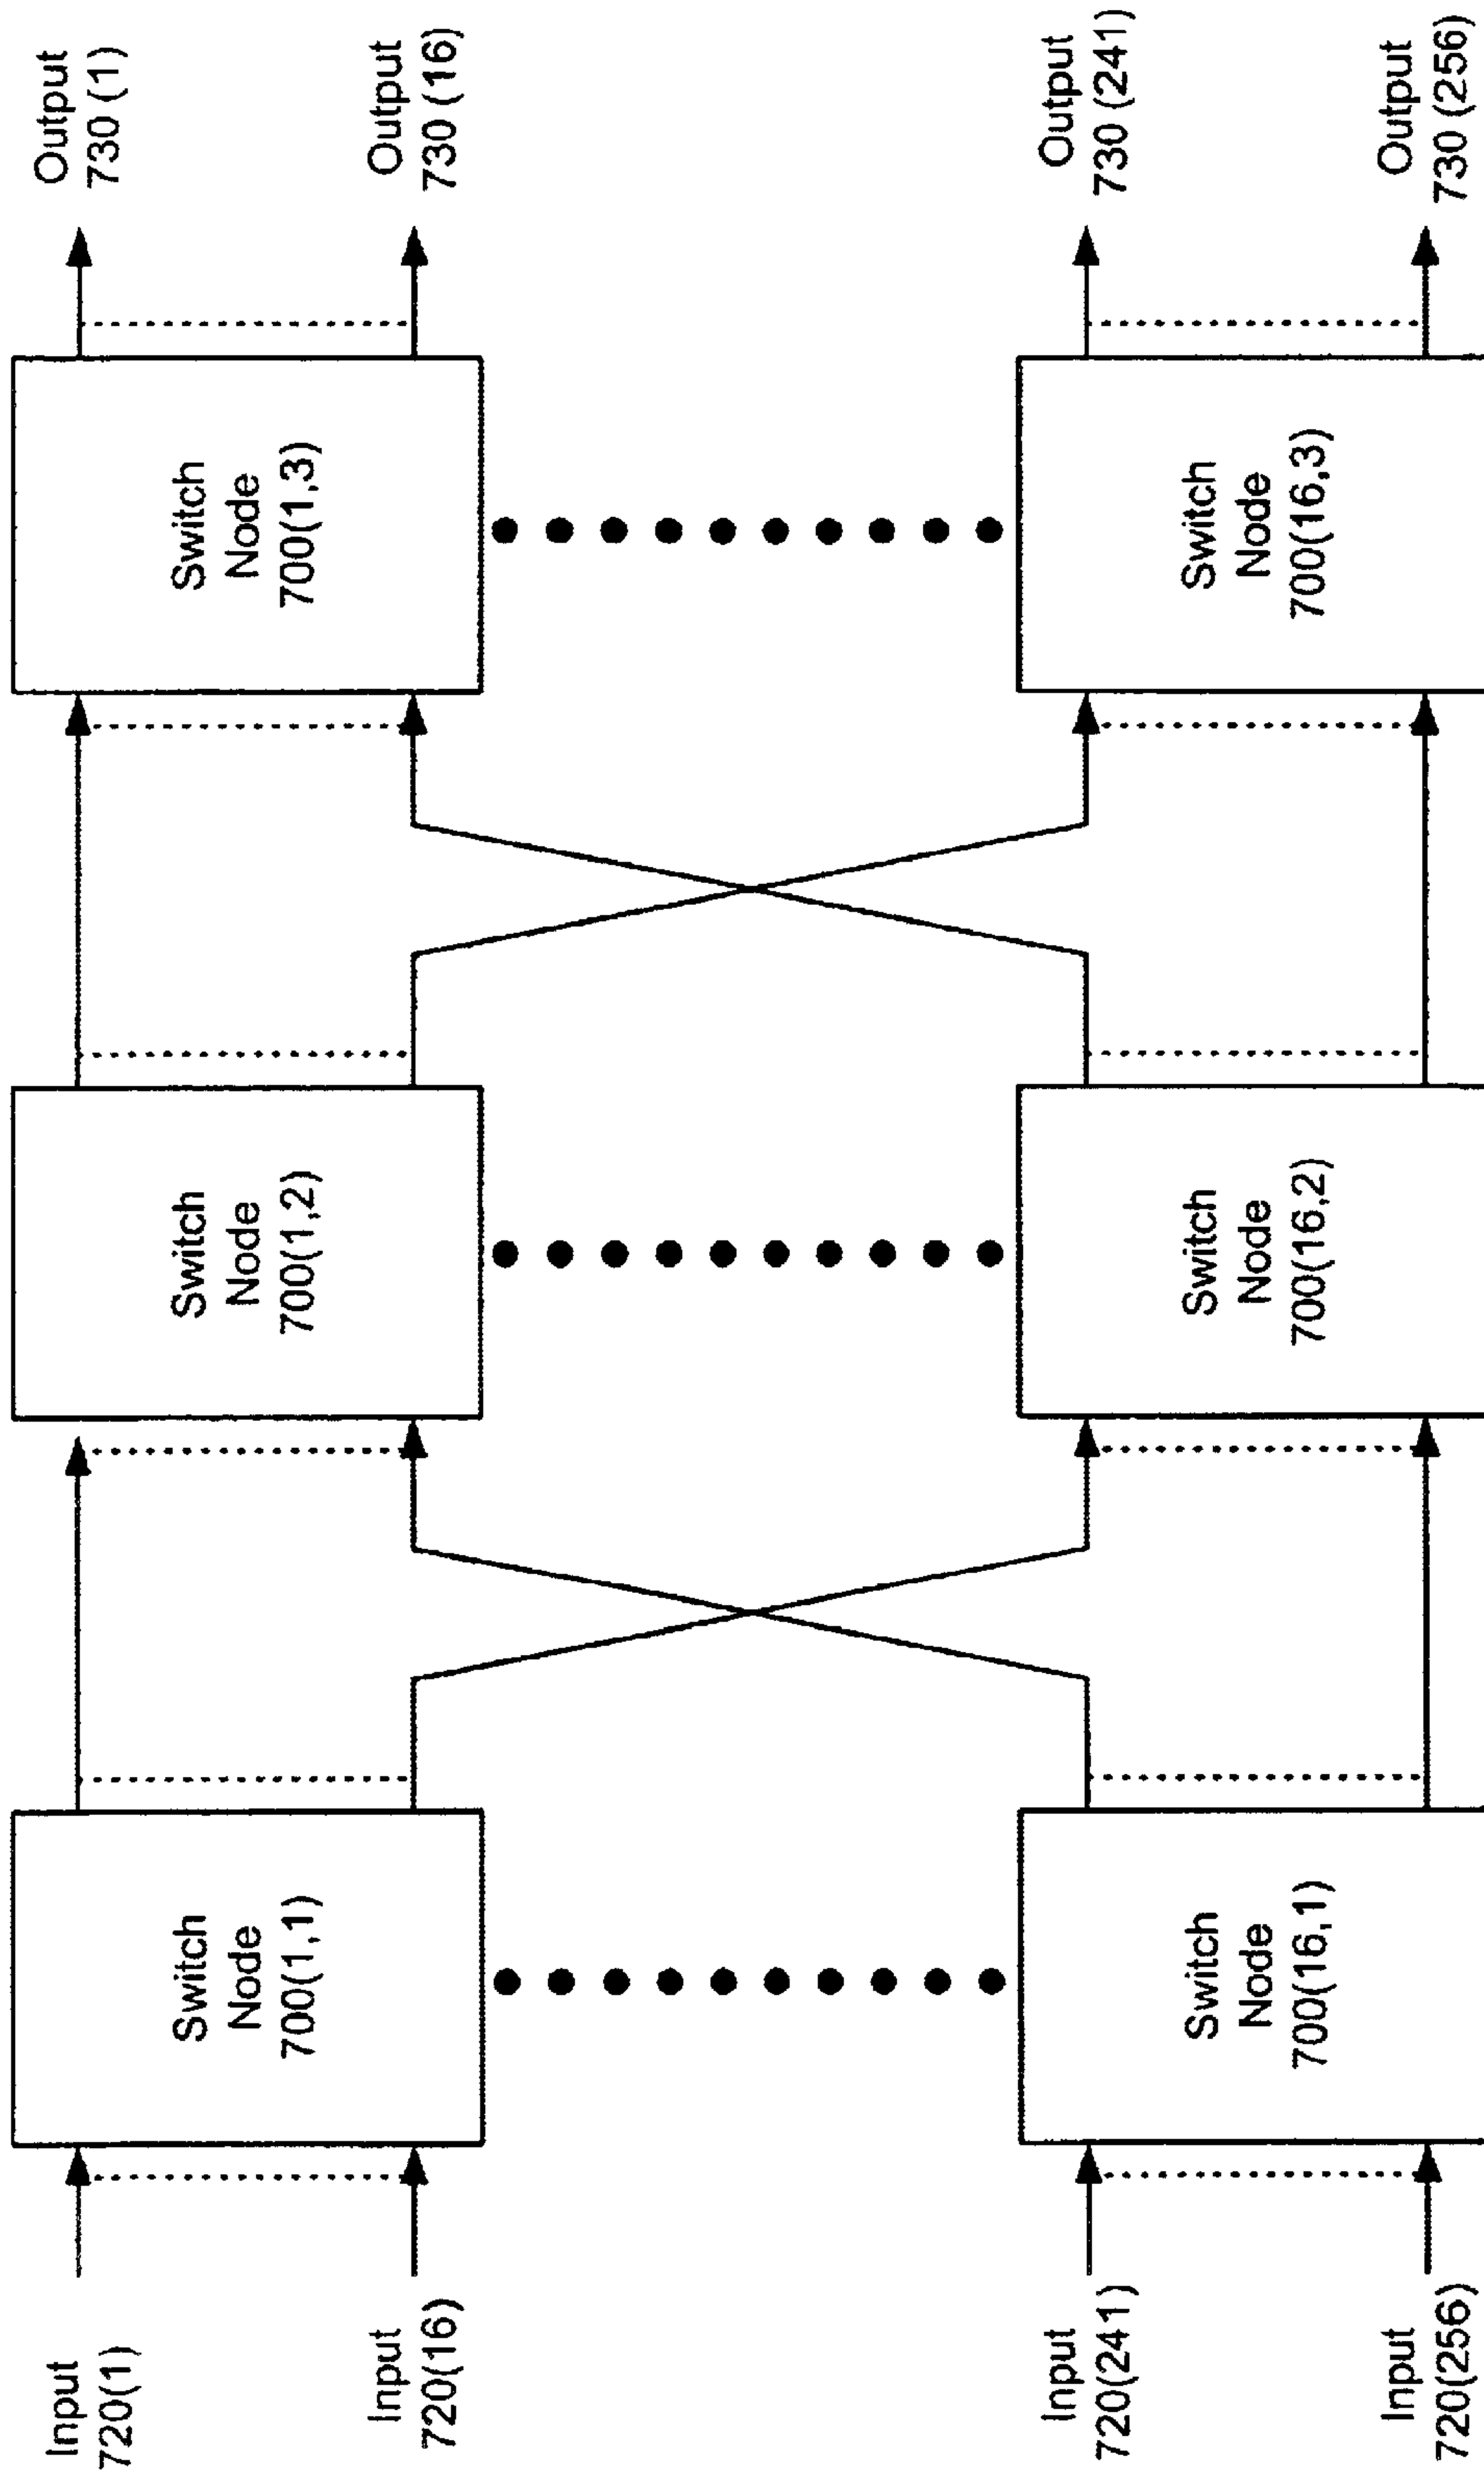 Input
720(1)
Input
720(16)
Input
720(241)
Input
720(256)
Switch
Node
700(1,1)
Switch
Node
700(16,1)
Switch
Node
700(1,2)
Switch
Node
700(16,2)
Switch
Node
700(1,3)
Switch
Node
700(16,3)
Output
730 (1)
Output
730 (16)
Output
730 (241)
Output
730 (256)